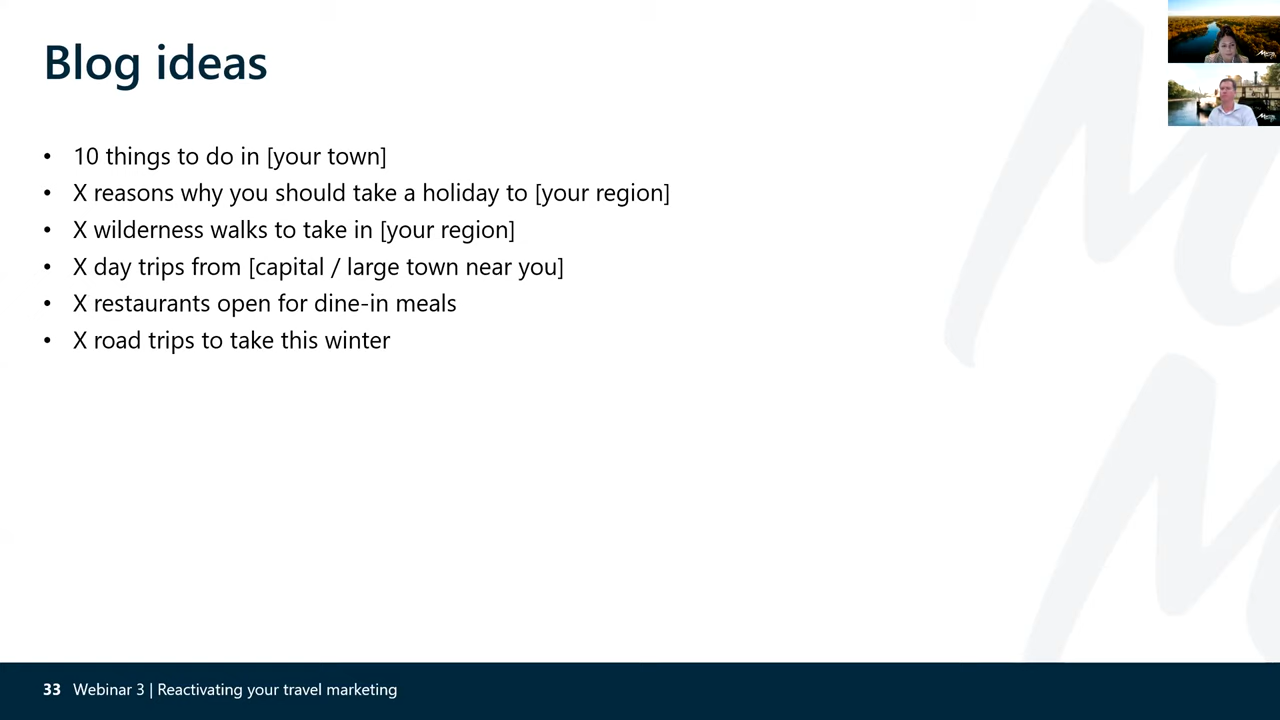 Blog ideas
• 10 things to do in [your town]
• X reasons why you should take a holiday to [your region]
• X wilderness walks to take in [your region]
• X day trips from [capital / large town near you]
• X restaurants open for dine-in meals
• X road trips to take this winter
33 Webinar 3 | Reactivating your travel marketing